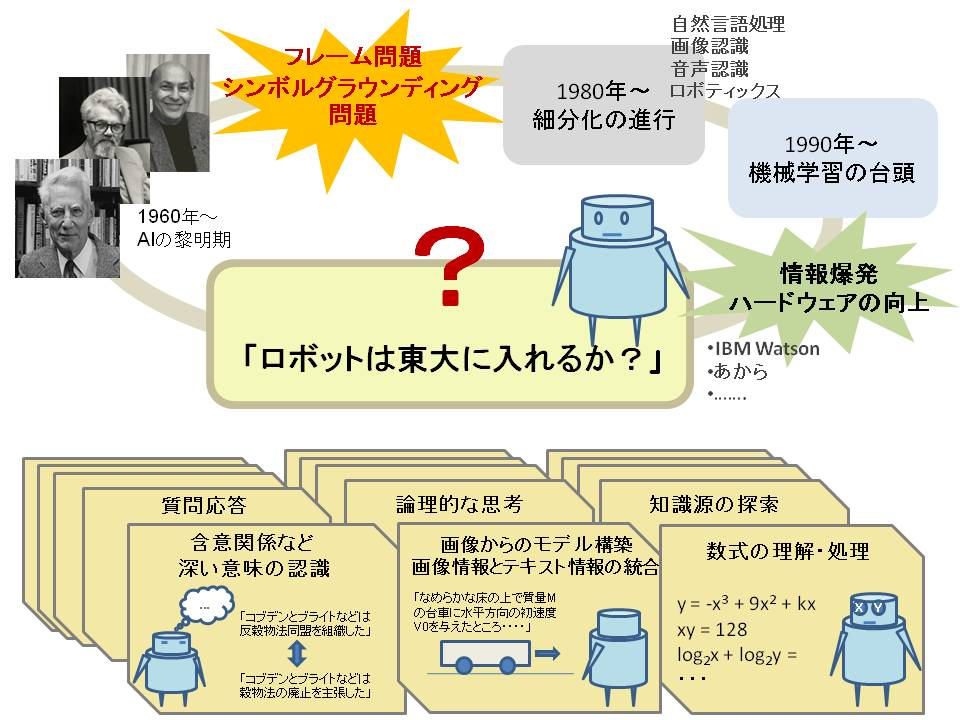 フレーム問題
シンボルグラウンディング
問題
1960年～
AIの黎明期
1980年～
細分化の進行
自然言語処理
画像認識
音声認識
ロボティックス
1990年～
機械学習の台頭
情報爆発
ハードウェアの向上
•IBM Watson
•あから
•…….
?
「ロボットは東大に入れるか？」
質問応答
含意関係など
深い意味の認識
...
「コブデンとブライトなどは
反穀物法同盟を組織した」
「コブデンとブライトなどは
穀物法の廃止を主張した」
論理的な思考
画像からのモデル構築
画像情報とテキスト情報の統合
「なめらかな床の上で質量M
の台車に水平方向の初速度
V0を与えたところ・・・・」
知識源の探索
数式の理解・処理
y = -x³ + 9x² + kx
xy = 128
log₂x + log₂y =
・・・
X Y